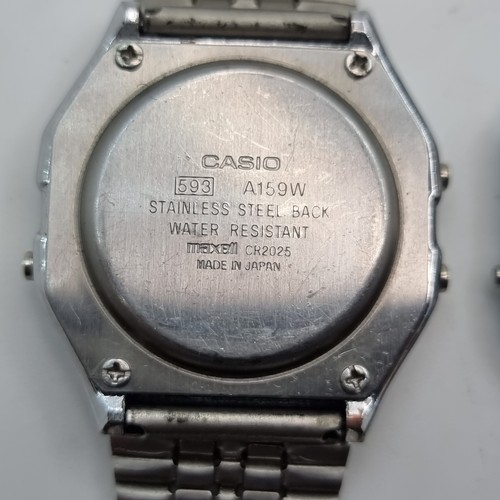 CASIO
593 A159W
STAINLESS STEEL BACK
WATER RESISTANT
maxell CR2025
MADE IN JAPAN